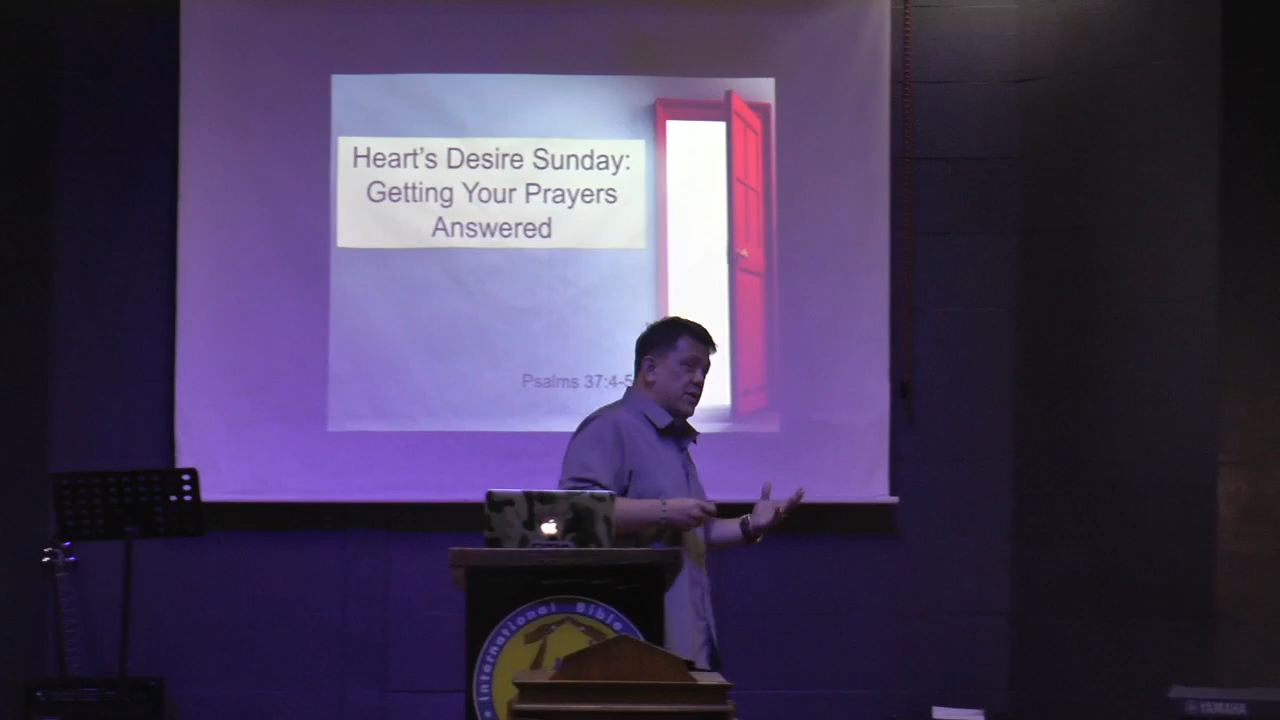 Heart's Desire Sunday:
Getting Your Prayers
Answered
Psalms 37:4-5
International Bible
YAMAHA